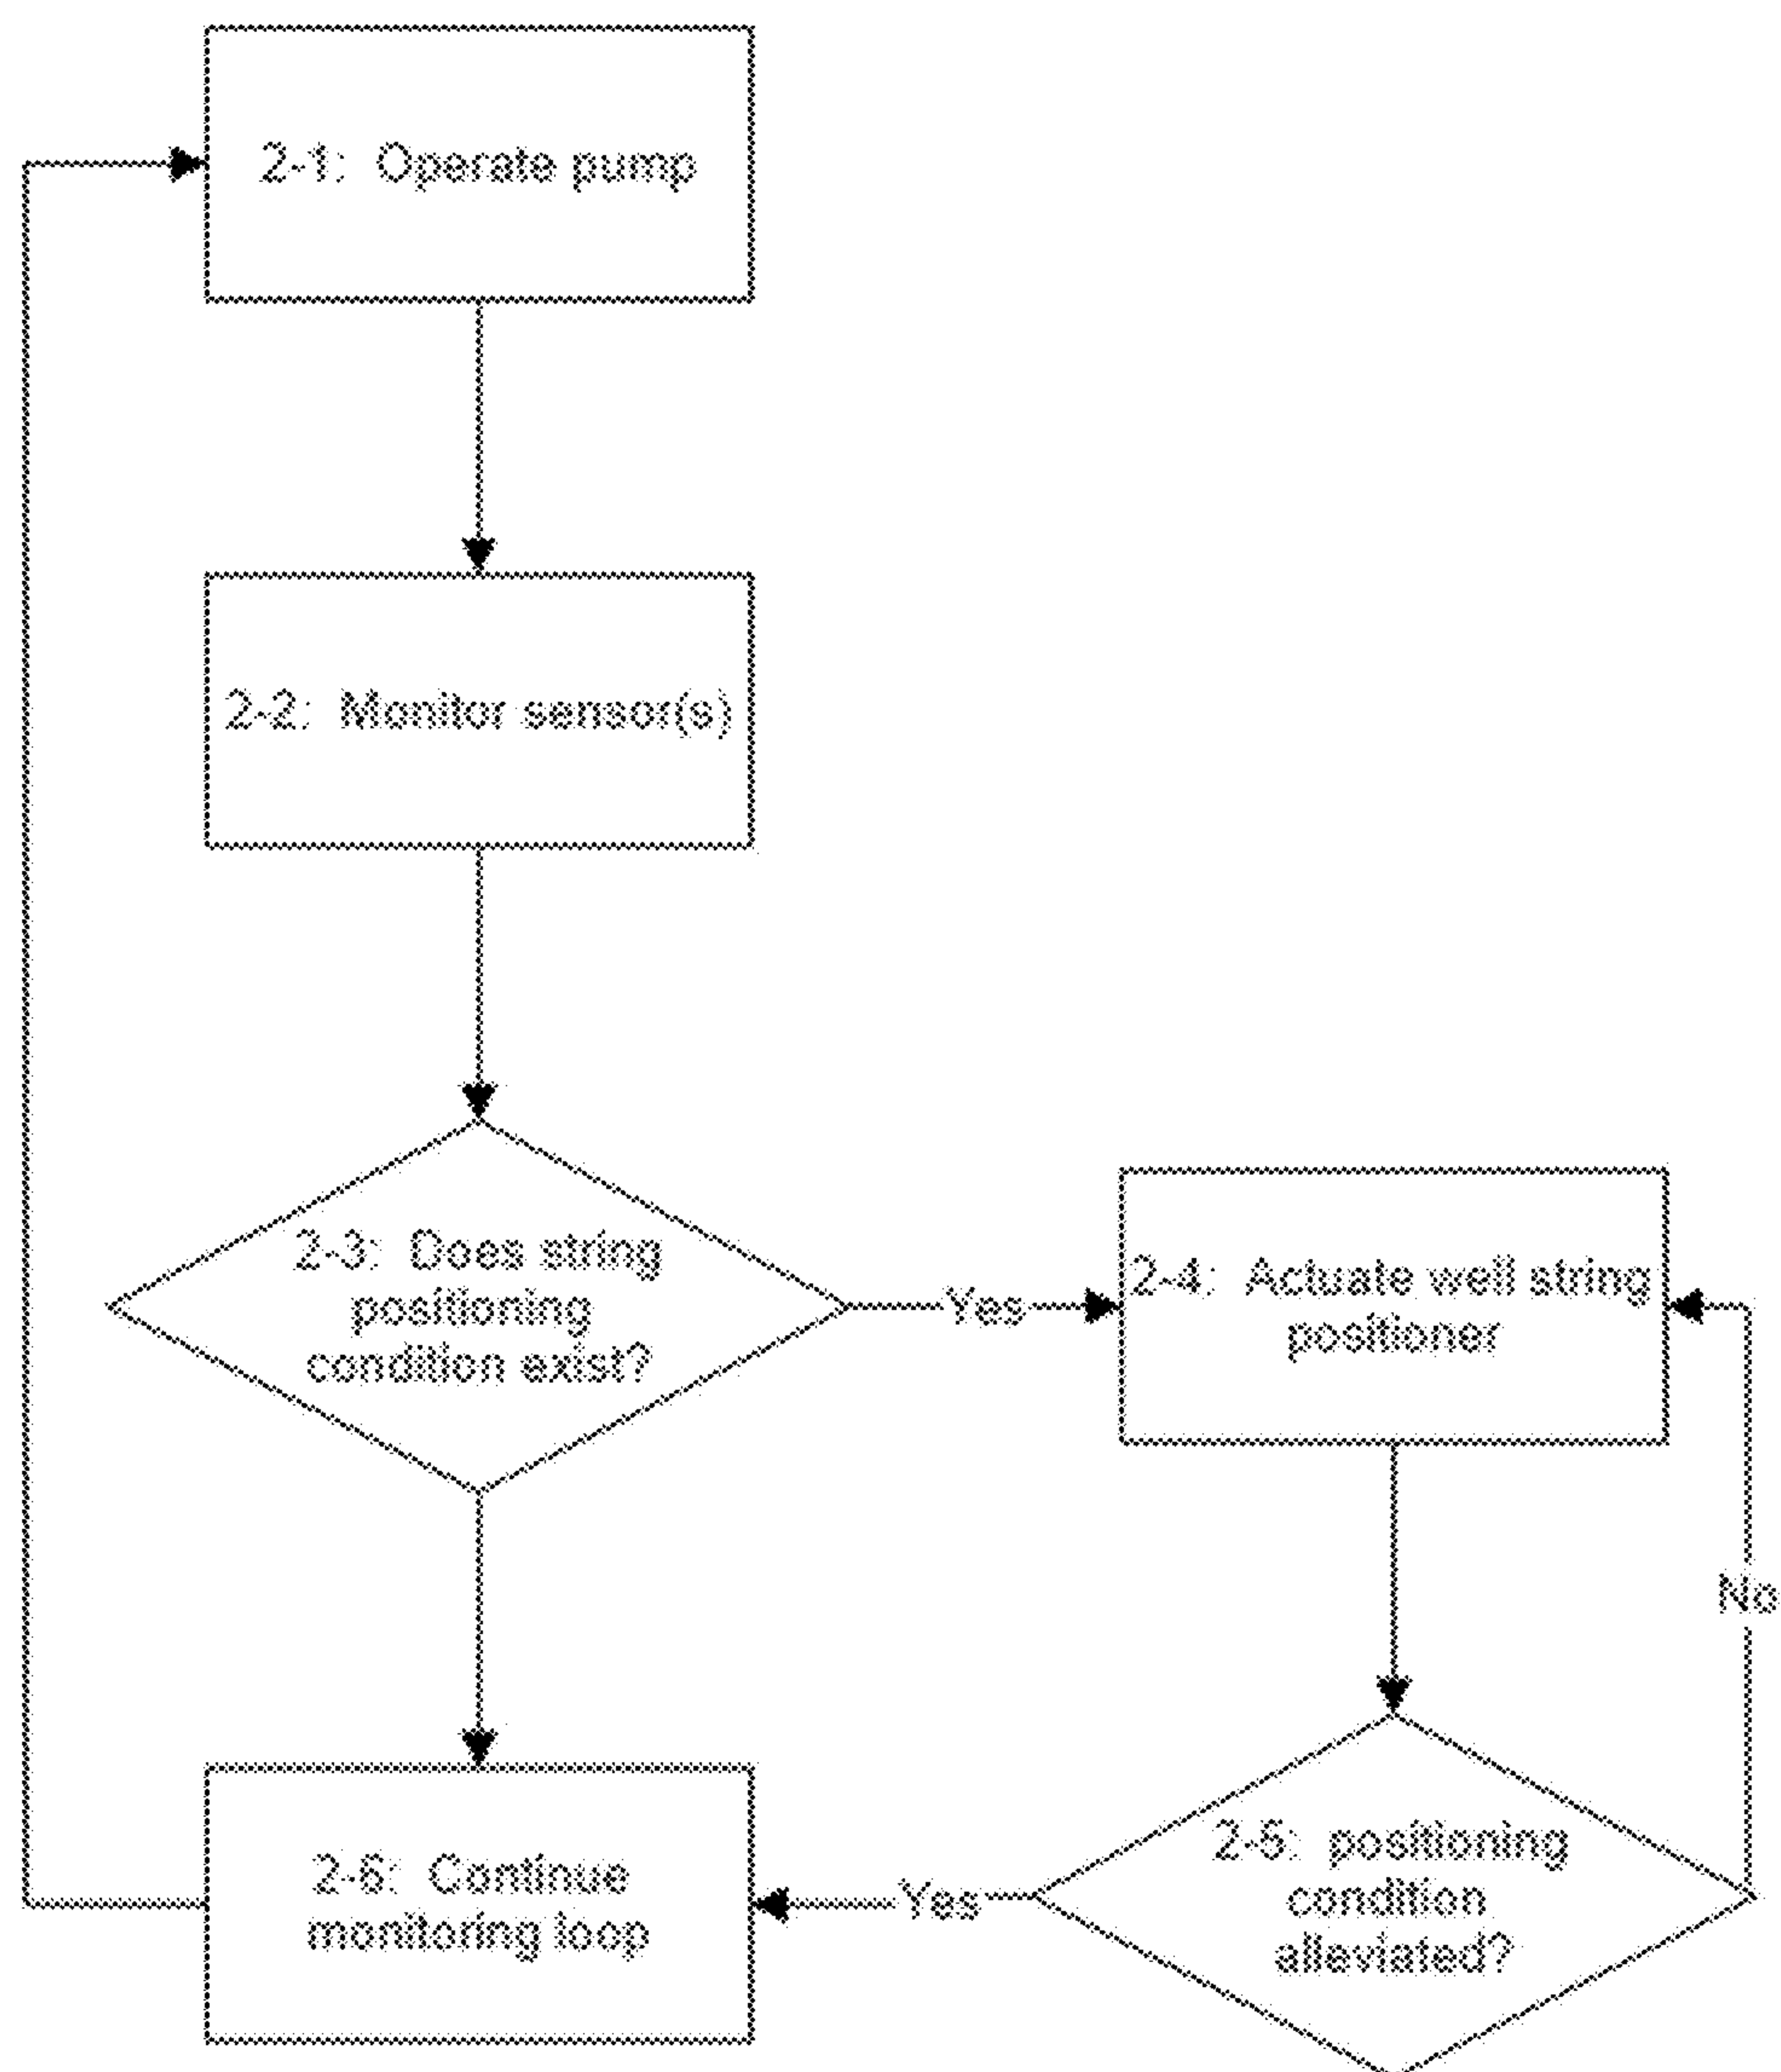 2-1: Operate pump
2-2: Monitor sensor(s)
2-3: Does string
positioning
condition exist?
Yes
2-4: Actuate well string
positioner
No
2-5: positioning
condition
alleviated?
Yes
2-6: Continue
monitoring loop